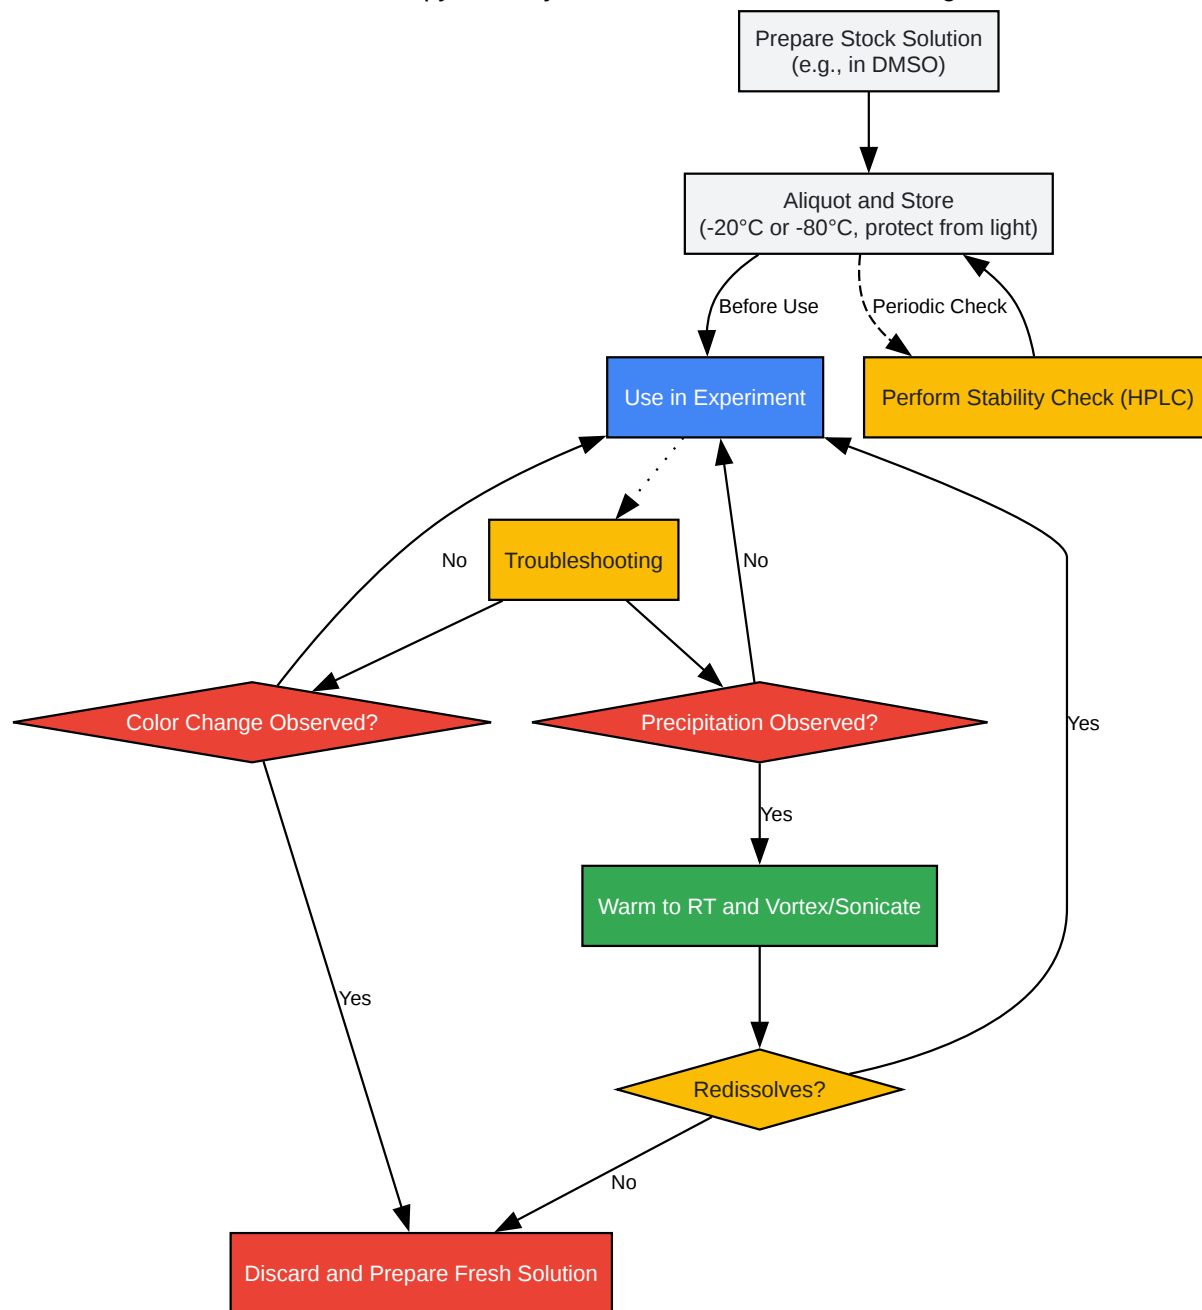 Prepare Stock Solution
(e.g., in DMSO)
Aliquot and Store
(-20°C or -80°C, protect from light)
Before Use
Periodic Check
Use in Experiment
Perform Stability Check (HPLC)
No
Troubleshooting
No
Color Change Observed?
Precipitation Observed?
Yes
Yes
Warm to RT and Vortex/Sonicate
Yes
Redissolves?
No
Discard and Prepare Fresh Solution